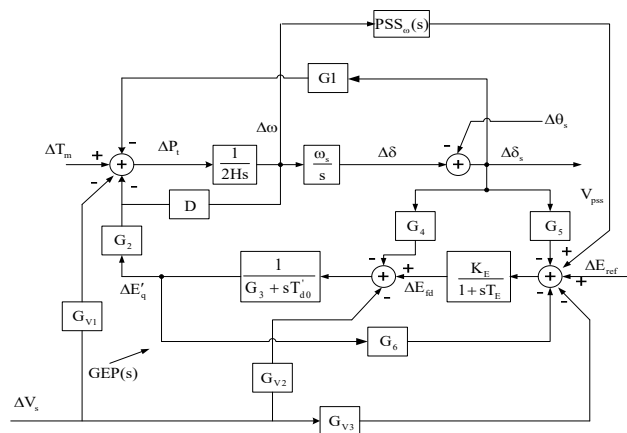 PSS_ω(s)
G1
- Δω - Δθ_s
ΔT_m + + - ΔP_t 1/2Hs ω_s/s Δδ - + Δδ_s
- - D V_pss
G_2 G_4 G_5
- + - + ΔE_ref
ΔE'_q 1/(G_3 + sT'_d0) + ΔE_fd K_E/(1 + sT_E) + +
G_V1 - - -
GEP(s) G_6
G_V2
ΔV_s G_V3